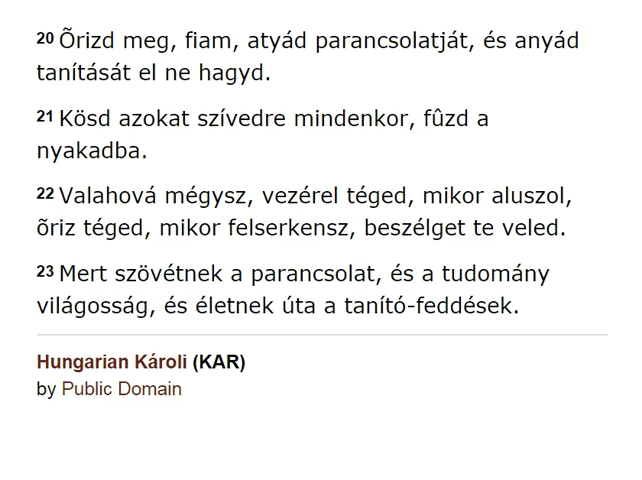 20 Õrizd meg, fiam, atyád parancsolatját, és anyád
tanítását el ne hagyd.
21 Kösd azokat szívedre mindenkor, fûzd a
nyakadba.
22 Valahová mégysz, vezérel téged, mikor aluszol,
õriz téged, mikor felserkensz, beszélget te veled.
23 Mert szövétnek a parancsolat, és a tudomány
világosság, és életnek úta a tanító-feddések.
Hungarian Károli (KAR)
by Public Domain